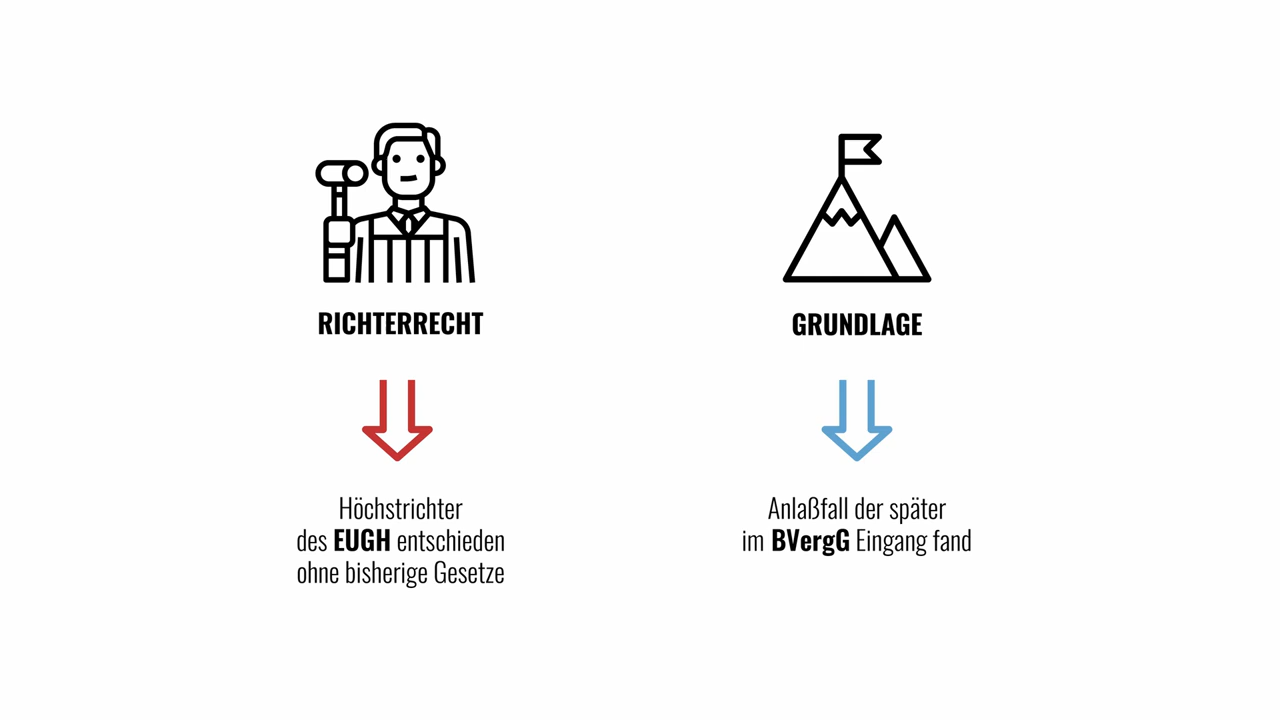 RICHTERRECHT
Höchstrichter
des EUGH entschieden
ohne bisherige Gesetze
GRUNDLAGE
Anlaßfall der später
im BVergG Eingang fand